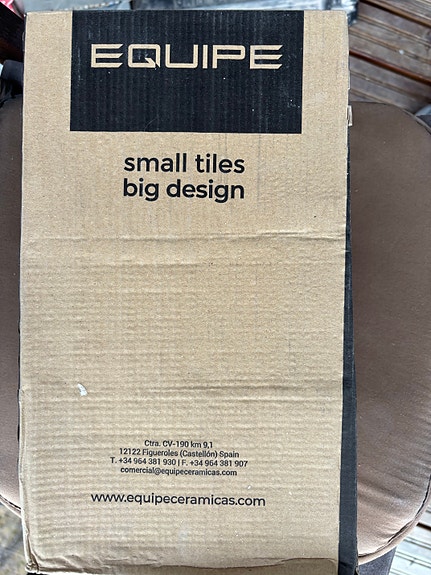 EQUIPE
small tiles
big design
Ctra. CV-190 km 9,1
12122 Figueroles (Castellón) Spain
T. +34 964 381 930 | F. +34 964 381 907
comercial@equipeceramicas.com
www.equipeceramicas.com